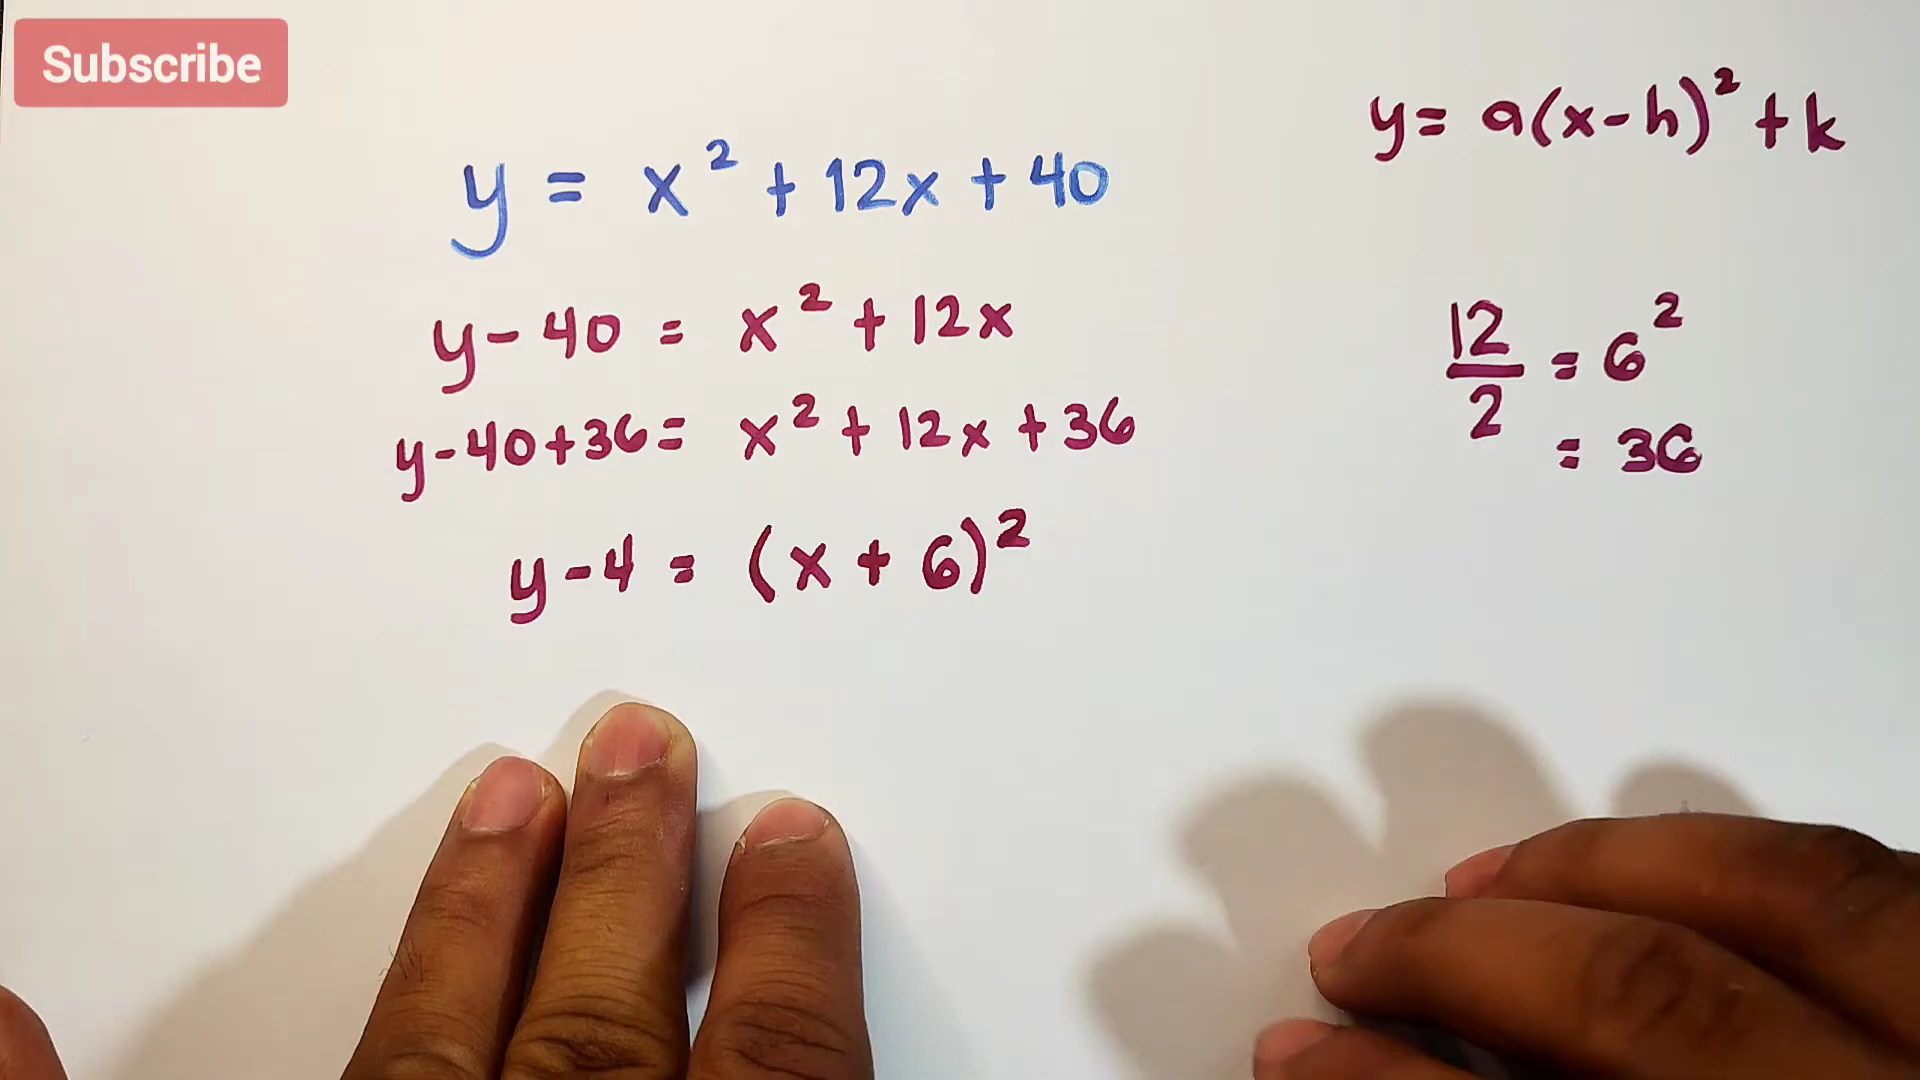 Subscribe
y = a(x-h)² + k
y = x² + 12x + 40
y - 40 = x² + 12x
12/2 = 6²
y - 40 + 36 = x² + 12x + 36
= 36
y - 4 = (x + 6)²